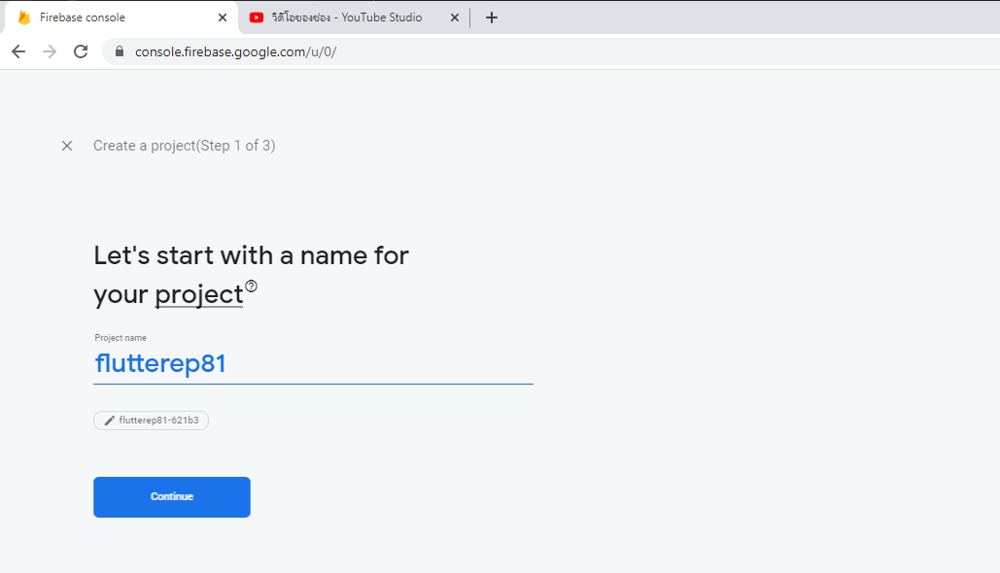 Firebase console
วิดีโอของช่อง - YouTube Studio
console.firebase.google.com/u/0/
Create a project(Step 1 of 3)
Let's start with a name for
your project
Project name
flutterep81
flutterep81-621b3
Continue